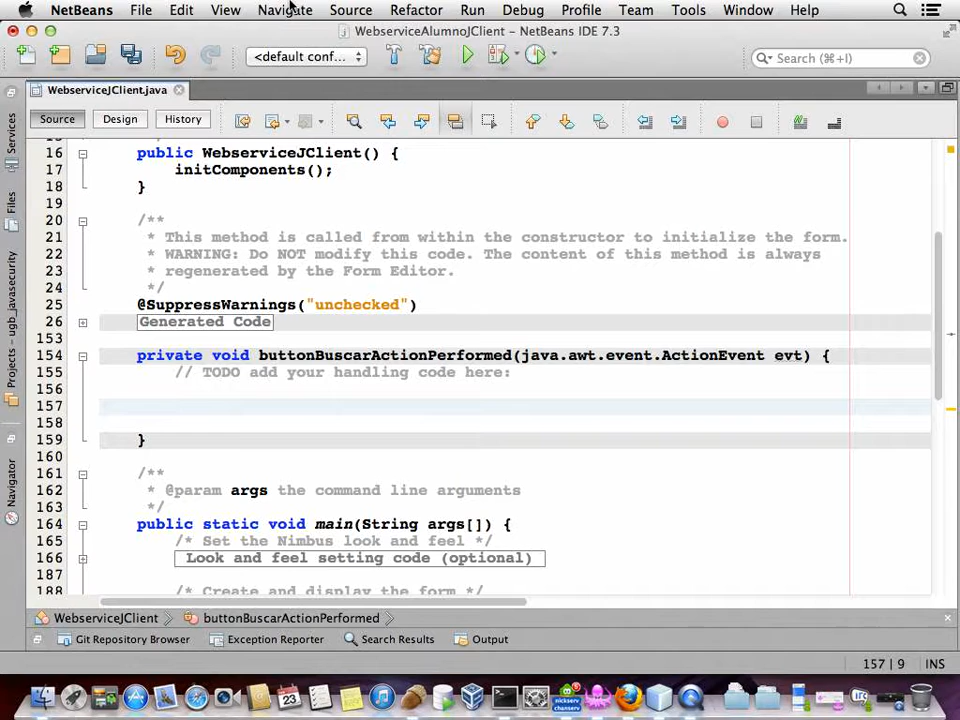 NetBeans File Edit View Navigate Source Refactor Run Debug Profile Team Tools Window Help
WebserviceAlumnoJClient - NetBeans IDE 7.3
<default conf... Search (⌘+I)
WebserviceJClient.java
Source Design History
Services
Files
Projects - ugb_javasecurity
Navigator
16 public WebserviceJClient() {
17 initComponents();
18 }
19
20 /**
21 * This method is called from within the constructor to initialize the form.
22 * WARNING: Do NOT modify this code. The content of this method is always
23 * regenerated by the Form Editor.
24 */
25 @SuppressWarnings("unchecked")
26 Generated Code
153
154 private void buttonBuscarActionPerformed(java.awt.event.ActionEvent evt) {
155 // TODO add your handling code here:
156
157
158
159 }
160
161 /**
162 * @param args the command line arguments
163 */
164 public static void main(String args[]) {
165 /* Set the Nimbus look and feel */
166 Look and feel setting code (optional)
187
188 /* Create and display the form */
WebserviceJClient buttonBuscarActionPerformed
Git Repository Browser Exception Reporter Search Results Output
157 | 9 INS